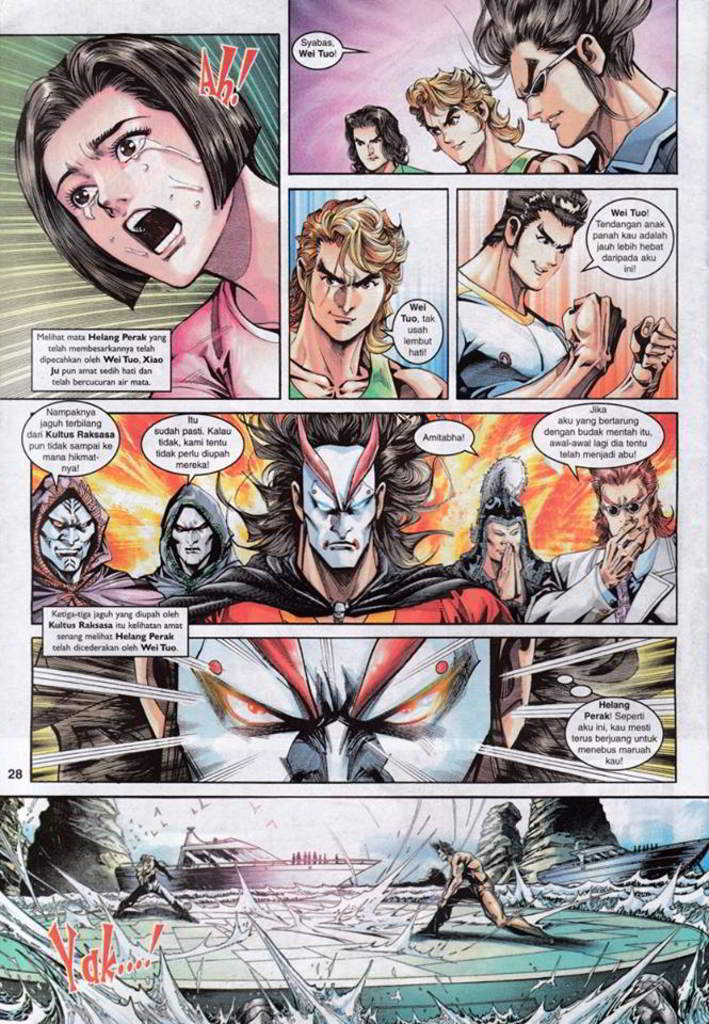 Ah!
Syabas,
Wei Tuo!
Melihat mata Helang Perak yang
telah membesarkannya telah
dipecahkan oleh Wei Tuo, Xiao
Ju pun amat sedih dan
telah bercucuran air mata.
Wei
Tuo, tak
usah
lembut
hati!
Wei Tuo!
Tendangan anak
panah kau adalah
jauh lebih hebat
daripada aku
ini!
Nampaknya
jaguh terbilang
dari Kultus Raksasa
pun tidak sampai ke
mana hikmat-
nya!
Itu
sudah pasti. Kalau
tidak, kami tentu
tidak perlu diupah
mereka!
Amitabha!
Jika
aku yang bertarung
dengan budak mentah itu,
awal-awal lagi dia tentu
telah menjadi abu!
Ketiga-tiga jaguh yang diupah oleh
Kultus Raksasa itu kelihatan amat
senang melihat Helang Perak
telah dicederakan oleh Wei Tuo.
Helang
Perak! Seperti
aku ini, kau mesti
terus berjuang untuk
menebus maruah
kau!
28
Yak....!